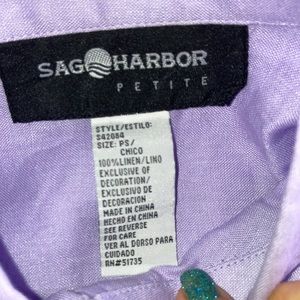 SAG HARBOR
PETITE
STYLE/ESTILO:
S42084
SIZE: PS/
CHICO
100%LINEN/LINO
EXCLUSIVE OF
DECORATION/
EXCLUSIVO DE
DECORACION
MADE IN CHINA
HECHO EN CHINA
SEE REVERSE
FOR CARE
VER AL DORSO PARA
CUIDADO
RN#51735